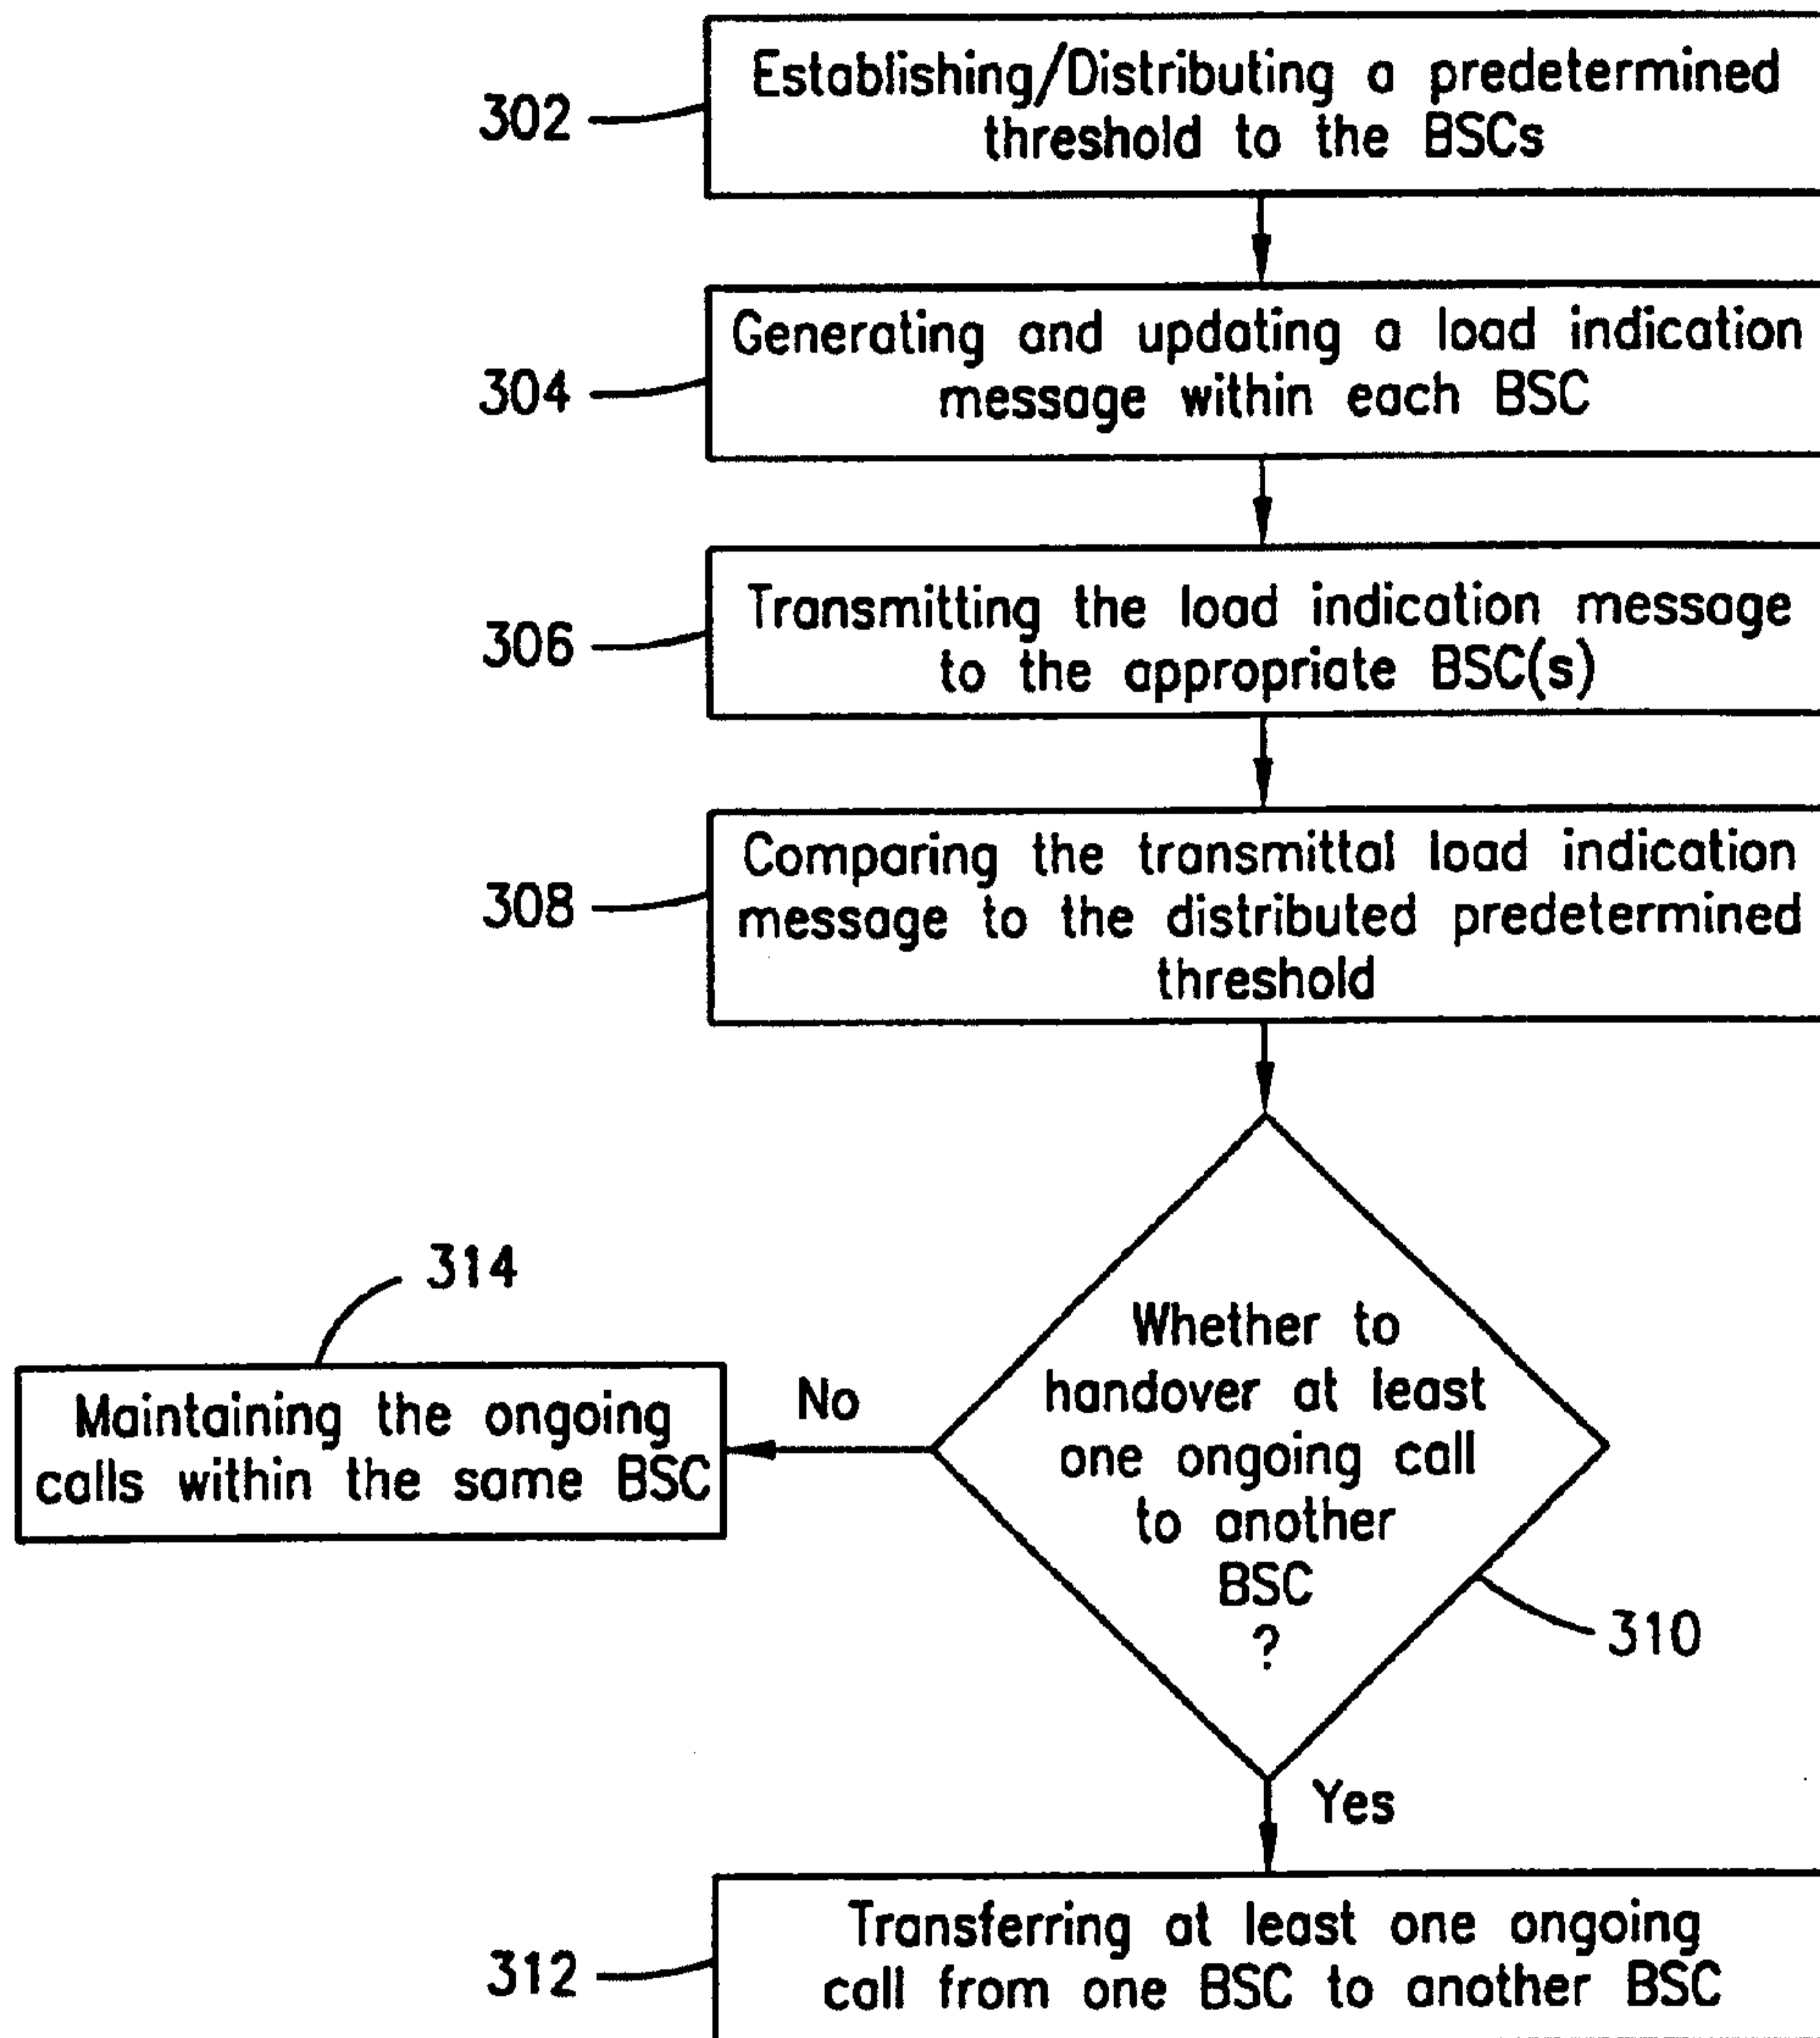 302
Establishing/Distributing a predetermined
threshold to the BSCs
304
Generating and updating a load indication
message within each BSC
306
Transmitting the load indication message
to the appropriate BSC(s)
308
Comparing the transmittal load indication
message to the distributed predetermined
threshold
314
Maintaining the ongoing
calls within the same BSC
No
Whether to
handover at least
one ongoing call
to another
BSC
?
310
Yes
312
Transferring at least one ongoing
call from one BSC to another BSC